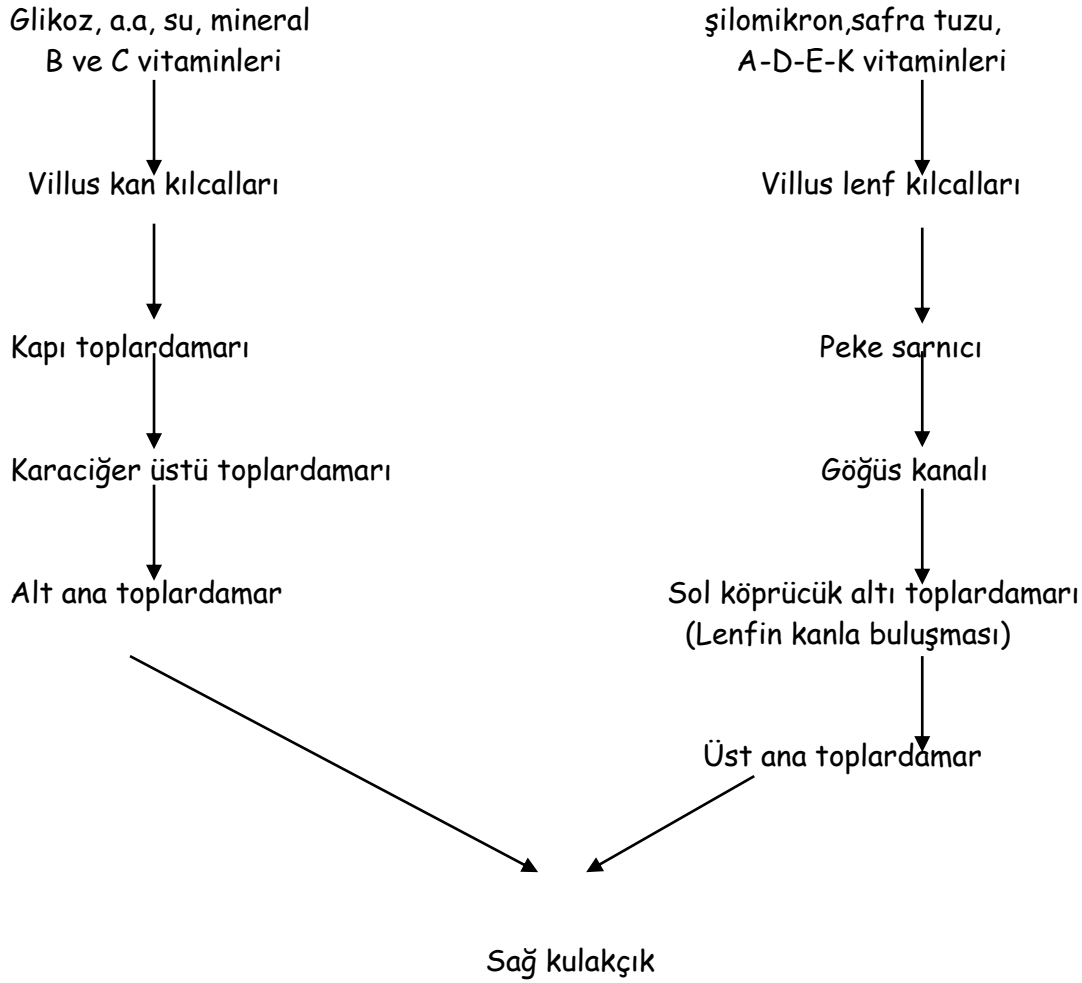 Glikoz, a.a, su, mineral
B ve C vitaminleri
Villus kan kılcalları
Kapı toplardamarı
Karaciğer üstü toplardamarı
Alt ana toplardamar
şilomikron,safra tuzu,
A-D-E-K vitaminleri
Villus lenf kılcalları
Peke sarnıcı
Göğüs kanalı
Sol köprücük altı toplardamarı
(Lenfin kanla buluşması)
Üst ana toplardamar
Sağ kulakçık